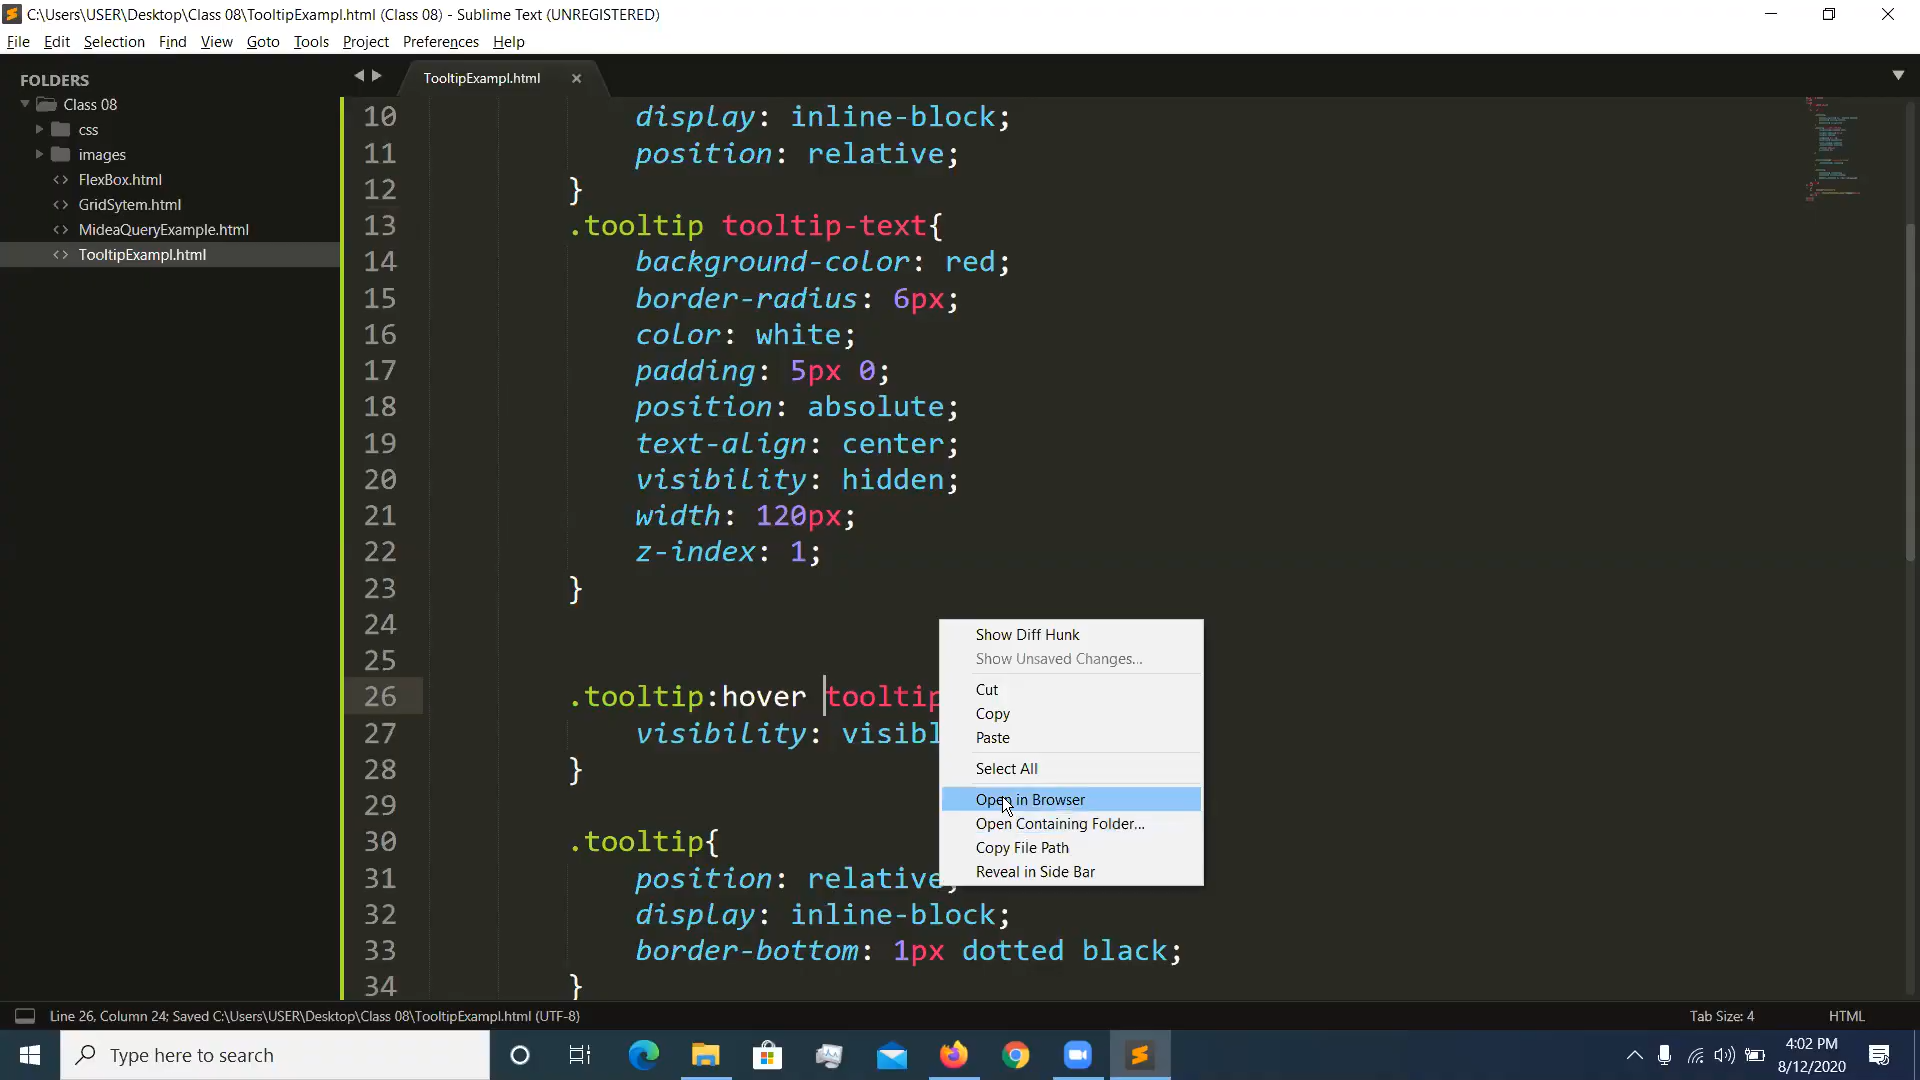 C:\Users\USER\Desktop\Class 08\TooltipExampl.html (Class 08) - Sublime Text (UNREGISTERED)
File Edit Selection Find View Goto Tools Project Preferences Help
FOLDERS
Class 08
css
images
FlexBox.html
GridSytem.html
MideaQueryExample.html
TooltipExampl.html
TooltipExampl.html
10 display: inline-block;
11 position: relative;
12 }
13 .tooltip tooltip-text{
14 background-color: red;
15 border-radius: 6px;
16 color: white;
17 padding: 5px 0;
18 position: absolute;
19 text-align: center;
20 visibility: hidden;
21 width: 120px;
22 z-index: 1;
23 }
24
25
26 .tooltip:hover tooltip
27 visibility: visibl
28 }
29
30 .tooltip{
31 position: relative;
32 display: inline-block;
33 border-bottom: 1px dotted black;
34 }
Show Diff Hunk
Show Unsaved Changes...
Cut
Copy
Paste
Select All
Open in Browser
Open Containing Folder...
Copy File Path
Reveal in Side Bar
Line 26, Column 24; Saved C:\Users\USER\Desktop\Class 08\TooltipExampl.html (UTF-8)
Tab Size: 4
HTML
Type here to search
4:02 PM
8/12/2020